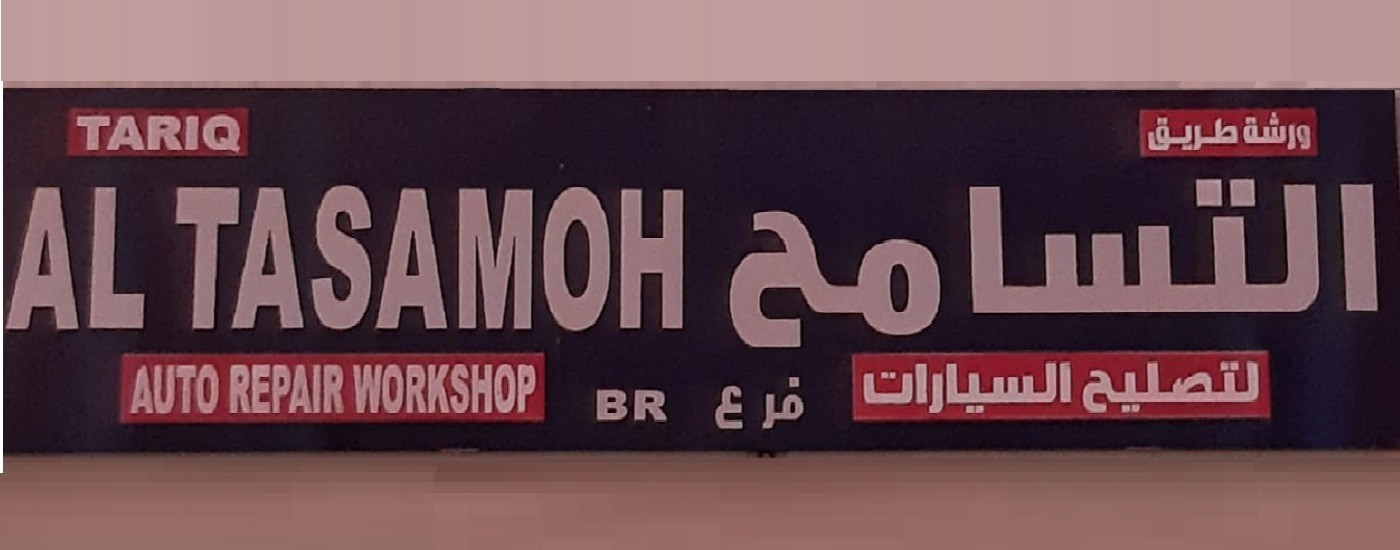 TARIQ ورشة طريق
AL TASAMOH التسامح
AUTO REPAIR WORKSHOP BR فرع لتصليح السيارات